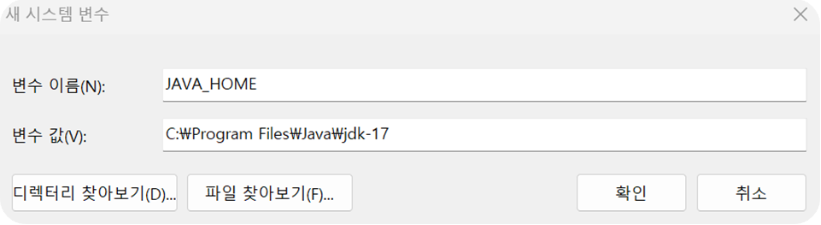 새 시스템 변수
변수 이름(N): JAVA_HOME
변수 값(V): C:₩Program Files₩Java₩jdk-17
디렉터리 찾아보기(D)... 파일 찾아보기(F)... 확인 취소